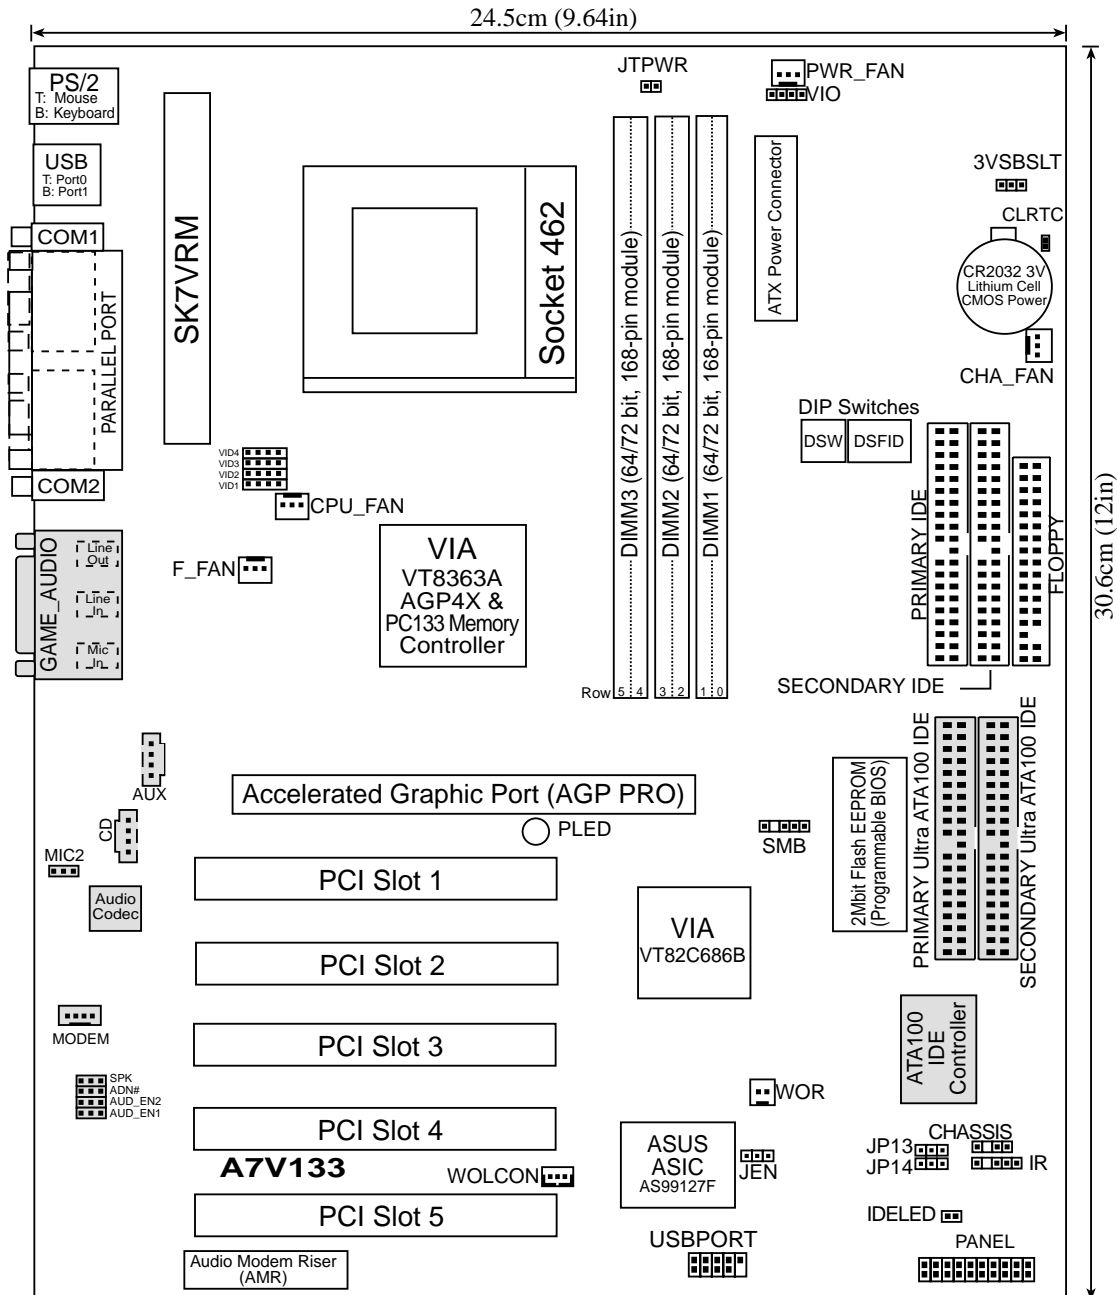 24.5cm (9.64in)
PS/2
T: Mouse
B: Keyboard
JTPWR
PWR_FAN
VIO
USB
T: Port0
B: Port1
3VSBSLT
CLRTC
CR2032 3V
Lithium Cell
CMOS Power
COM1
PARALLEL PORT
COM2
SK7VRM
Socket 462
DIMM3 (64/72 bit, 168-pin module)
DIMM2 (64/72 bit, 168-pin module)
DIMM1 (64/72 bit, 168-pin module)
ATX Power Connector
CHA_FAN
DIP Switches
DSW
DSFID
VID4
VID3
VID2
VID1
CPU_FAN
F_FAN
VIA
VT8363A
AGP4X &
PC133 Memory
Controller
PRIMARY IDE
FLOPPY
30.6cm (12in)
GAME_AUDIO
Line
Out
Line
In
Mic
In
Row
5 4
3 2
1 0
SECONDARY IDE
AUX
Accelerated Graphic Port (AGP PRO)
PLED
CD
MIC2
Audio
Codec
SMB
2Mbit Flash EEPROM
(Programmable BIOS)
PRIMARY Ultra ATA100 IDE
SECONDARY Ultra ATA100 IDE
PCI Slot 1
PCI Slot 2
VIA
VT82C686B
MODEM
PCI Slot 3
ATA100
IDE
Controller
SPK
ADN#
AUD_EN2
AUD_EN1
WOR
PCI Slot 4
ASUS
ASIC
AS99127F
JEN
JP13
JP14
CHASSIS
IR
A7V133
WOLCON
PCI Slot 5
IDELED
USBPORT
PANEL
Audio Modem Riser
(AMR)